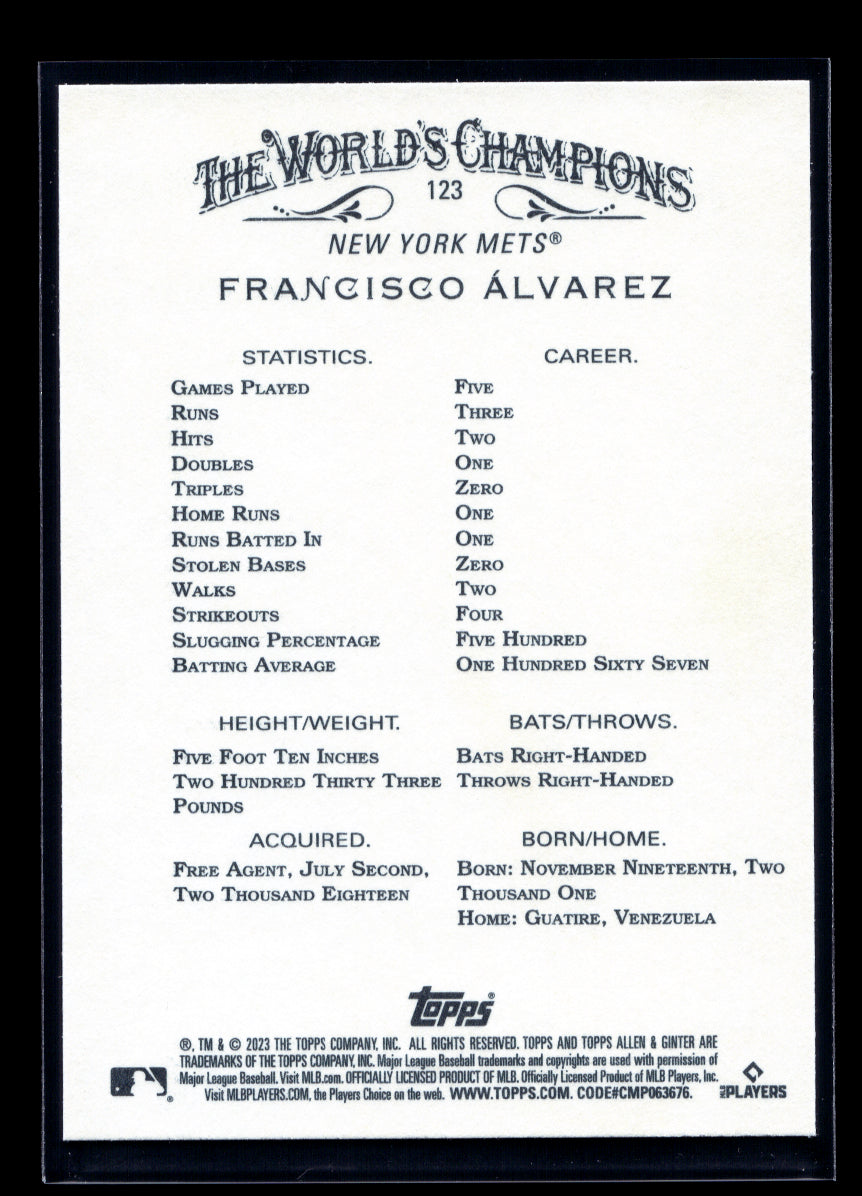 THE WORLD'S CHAMPIONS
123
NEW YORK METS®
FRANCISCO ÁLVAREZ
STATISTICS. CAREER.
GAMES PLAYED FIVE
RUNS THREE
HITS TWO
DOUBLES ONE
TRIPLES ZERO
HOME RUNS ONE
RUNS BATTED IN ONE
STOLEN BASES ZERO
WALKS TWO
STRIKEOUTS FOUR
SLUGGING PERCENTAGE FIVE HUNDRED
BATTING AVERAGE ONE HUNDRED SIXTY SEVEN
HEIGHT/WEIGHT.
FIVE FOOT TEN INCHES
TWO HUNDRED THIRTY THREE
POUNDS
BATS/THROWS.
BATS RIGHT-HANDED
THROWS RIGHT-HANDED
ACQUIRED.
FREE AGENT, JULY SECOND,
TWO THOUSAND EIGHTEEN
BORN/HOME.
BORN: NOVEMBER NINETEENTH, TWO
THOUSAND ONE
HOME: GUATIRE, VENEZUELA
topps®
®, TM & © 2023 THE TOPPS COMPANY, INC. ALL RIGHTS RESERVED. TOPPS AND TOPPS ALLEN & GINTER ARE
TRADEMARKS OF THE TOPPS COMPANY, INC. Major League Baseball trademarks and copyrights are used with permission of
Major League Baseball. Visit MLB.com. OFFICIALLY LICENSED PRODUCT OF MLB. Officially Licensed Product of MLB Players, Inc.
Visit MLBPLAYERS.COM, the Players Choice on the web. WWW.TOPPS.COM. CODE#CMP063676.
MLB PLAYERS